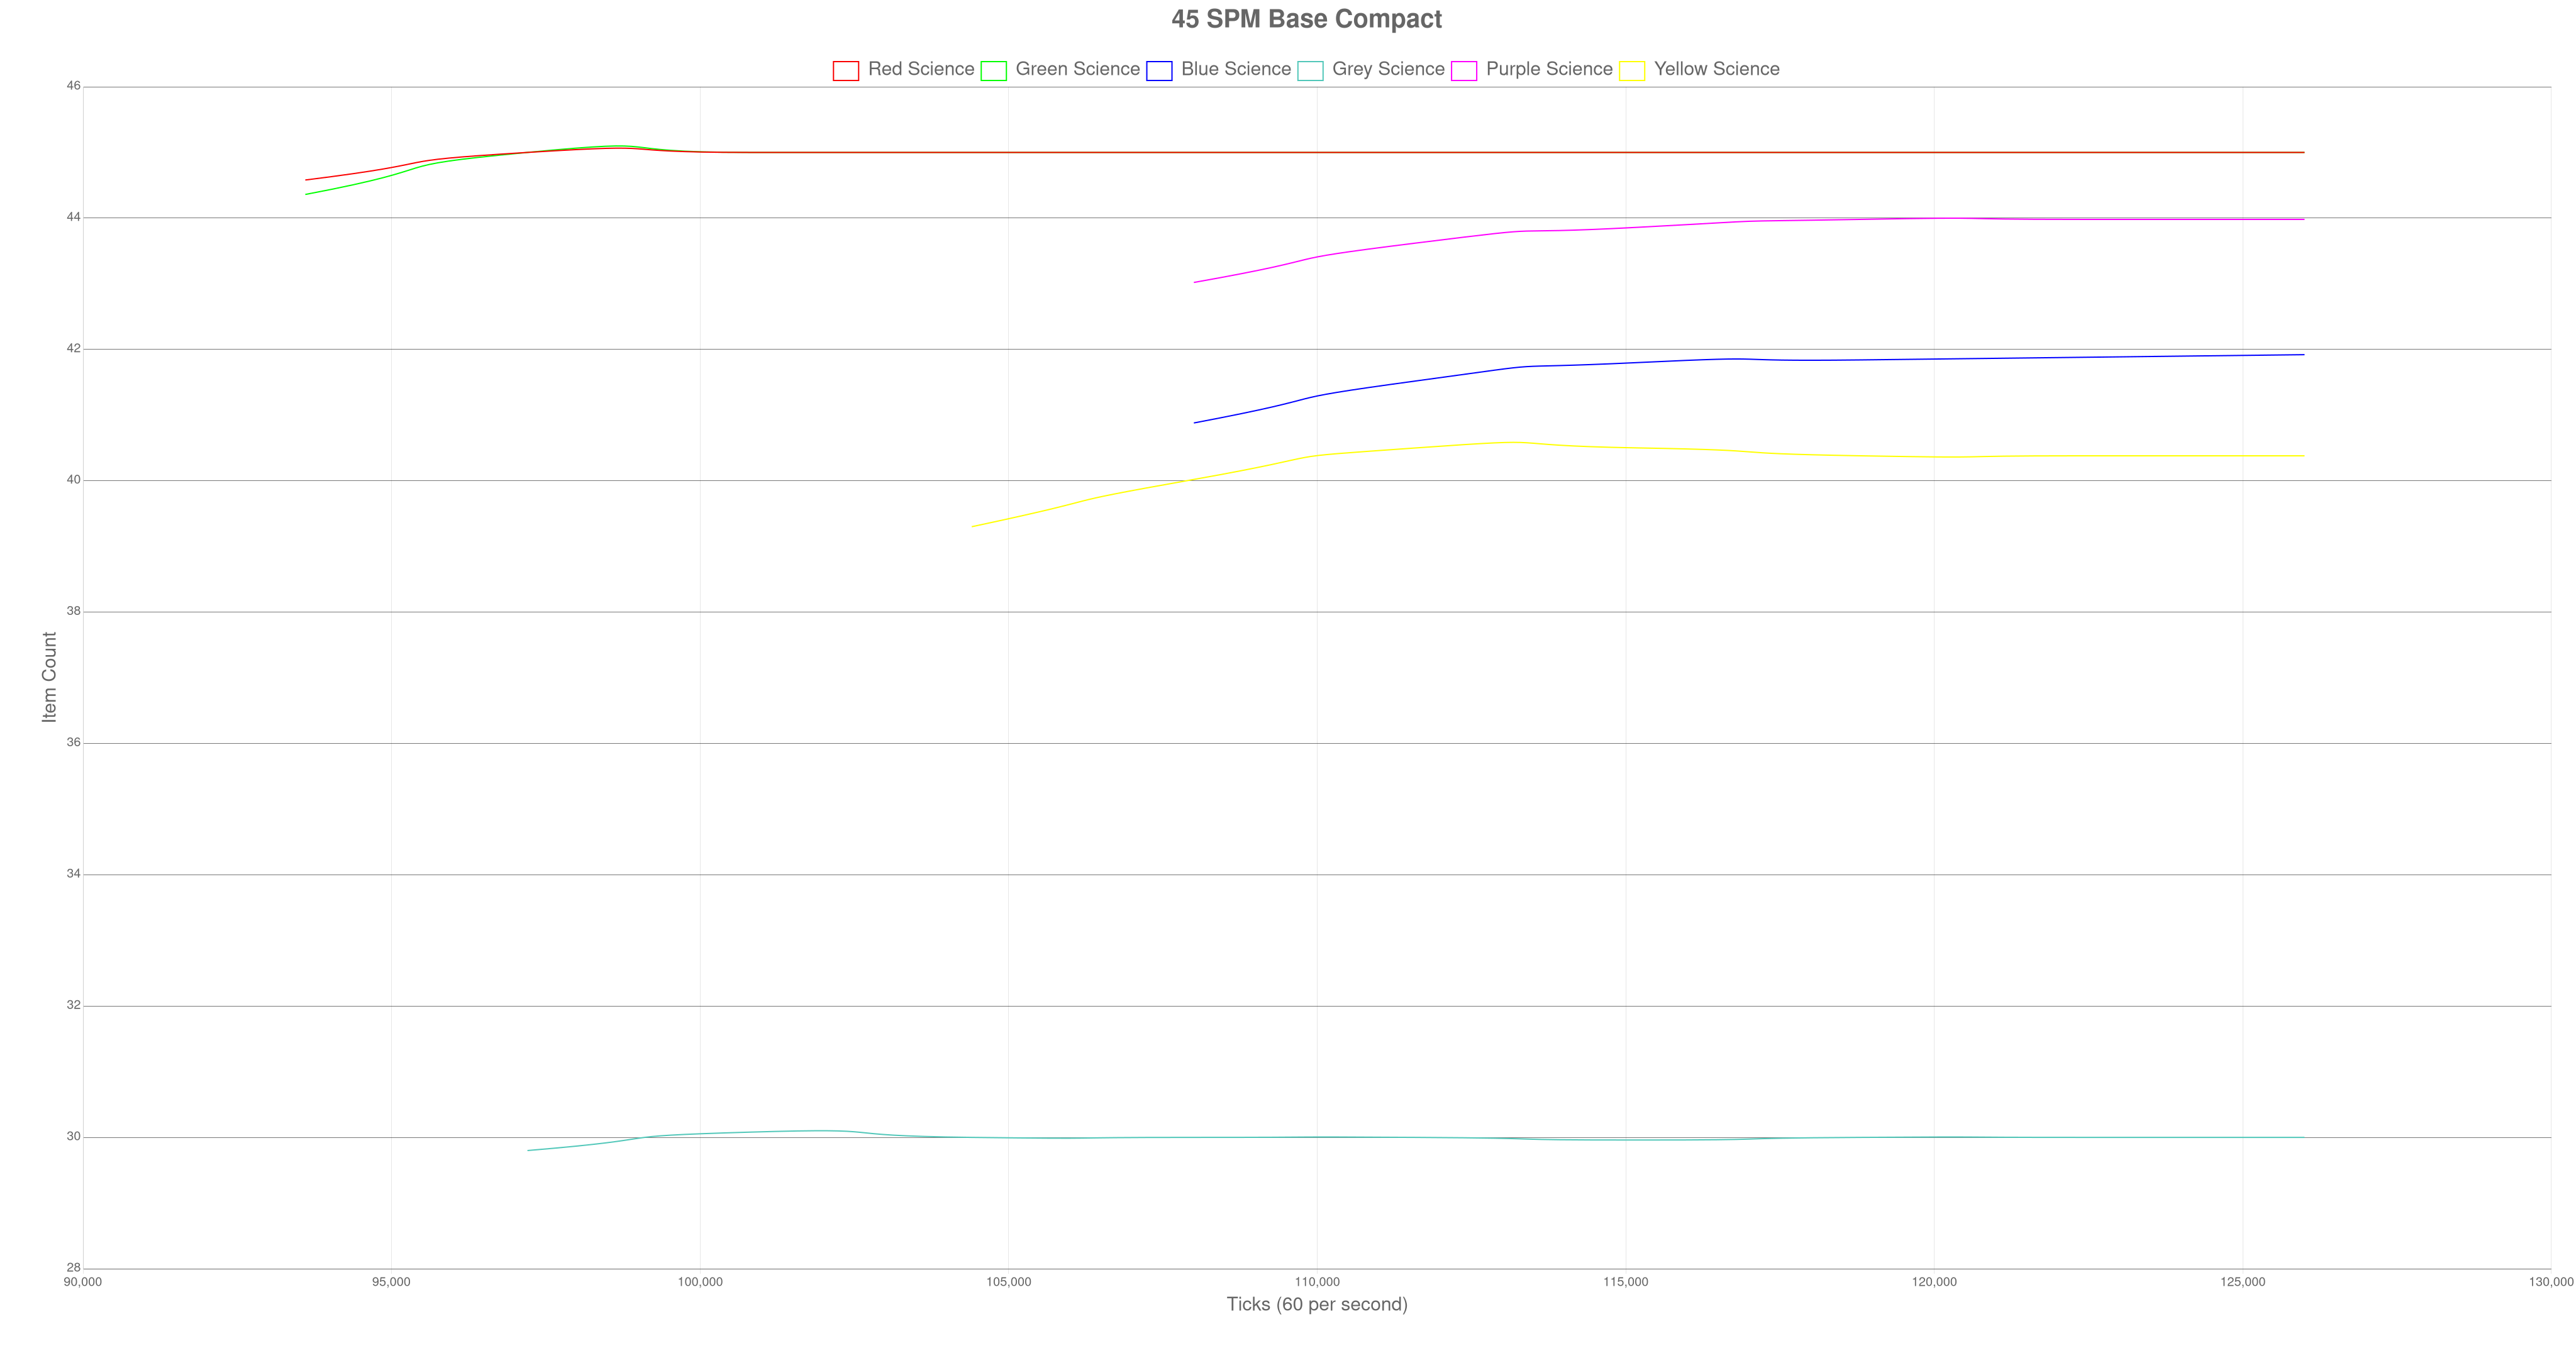 45 SPM Base Compact
Red Science Green Science Blue Science Grey Science Purple Science Yellow Science
46
44
42
40
38
Item Count
36
34
32
30
28
90,000 95,000 100,000 105,000 110,000 115,000 120,000 125,000 130,000
Ticks (60 per second)